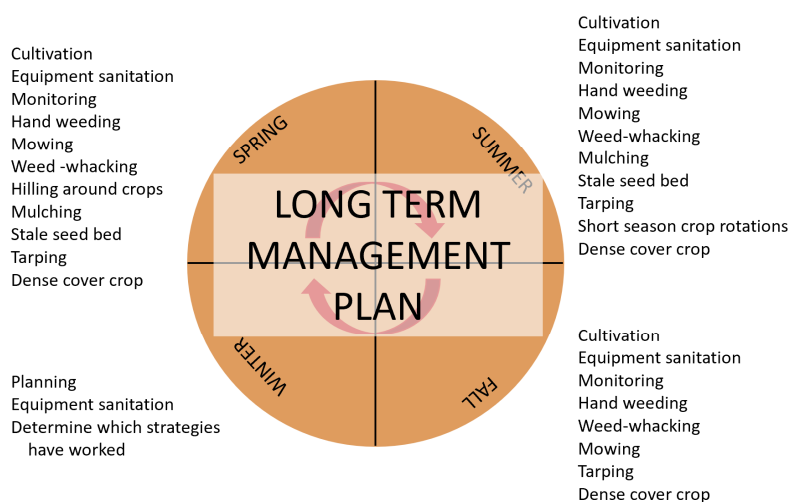 Cultivation
Equipment sanitation
Monitoring
Hand weeding
Mowing
Weed -whacking
Hilling around crops
Mulching
Stale seed bed
Tarping
Dense cover crop
SPRING
SUMMER
Cultivation
Equipment sanitation
Monitoring
Hand weeding
Mowing
Weed-whacking
Mulching
Stale seed bed
Tarping
Short season crop rotations
Dense cover crop
LONG TERM
MANAGEMENT
PLAN
WINTER
FALL
Planning
Equipment sanitation
Determine which strategies
have worked
Cultivation
Equipment sanitation
Monitoring
Hand weeding
Weed-whacking
Mowing
Tarping
Dense cover crop